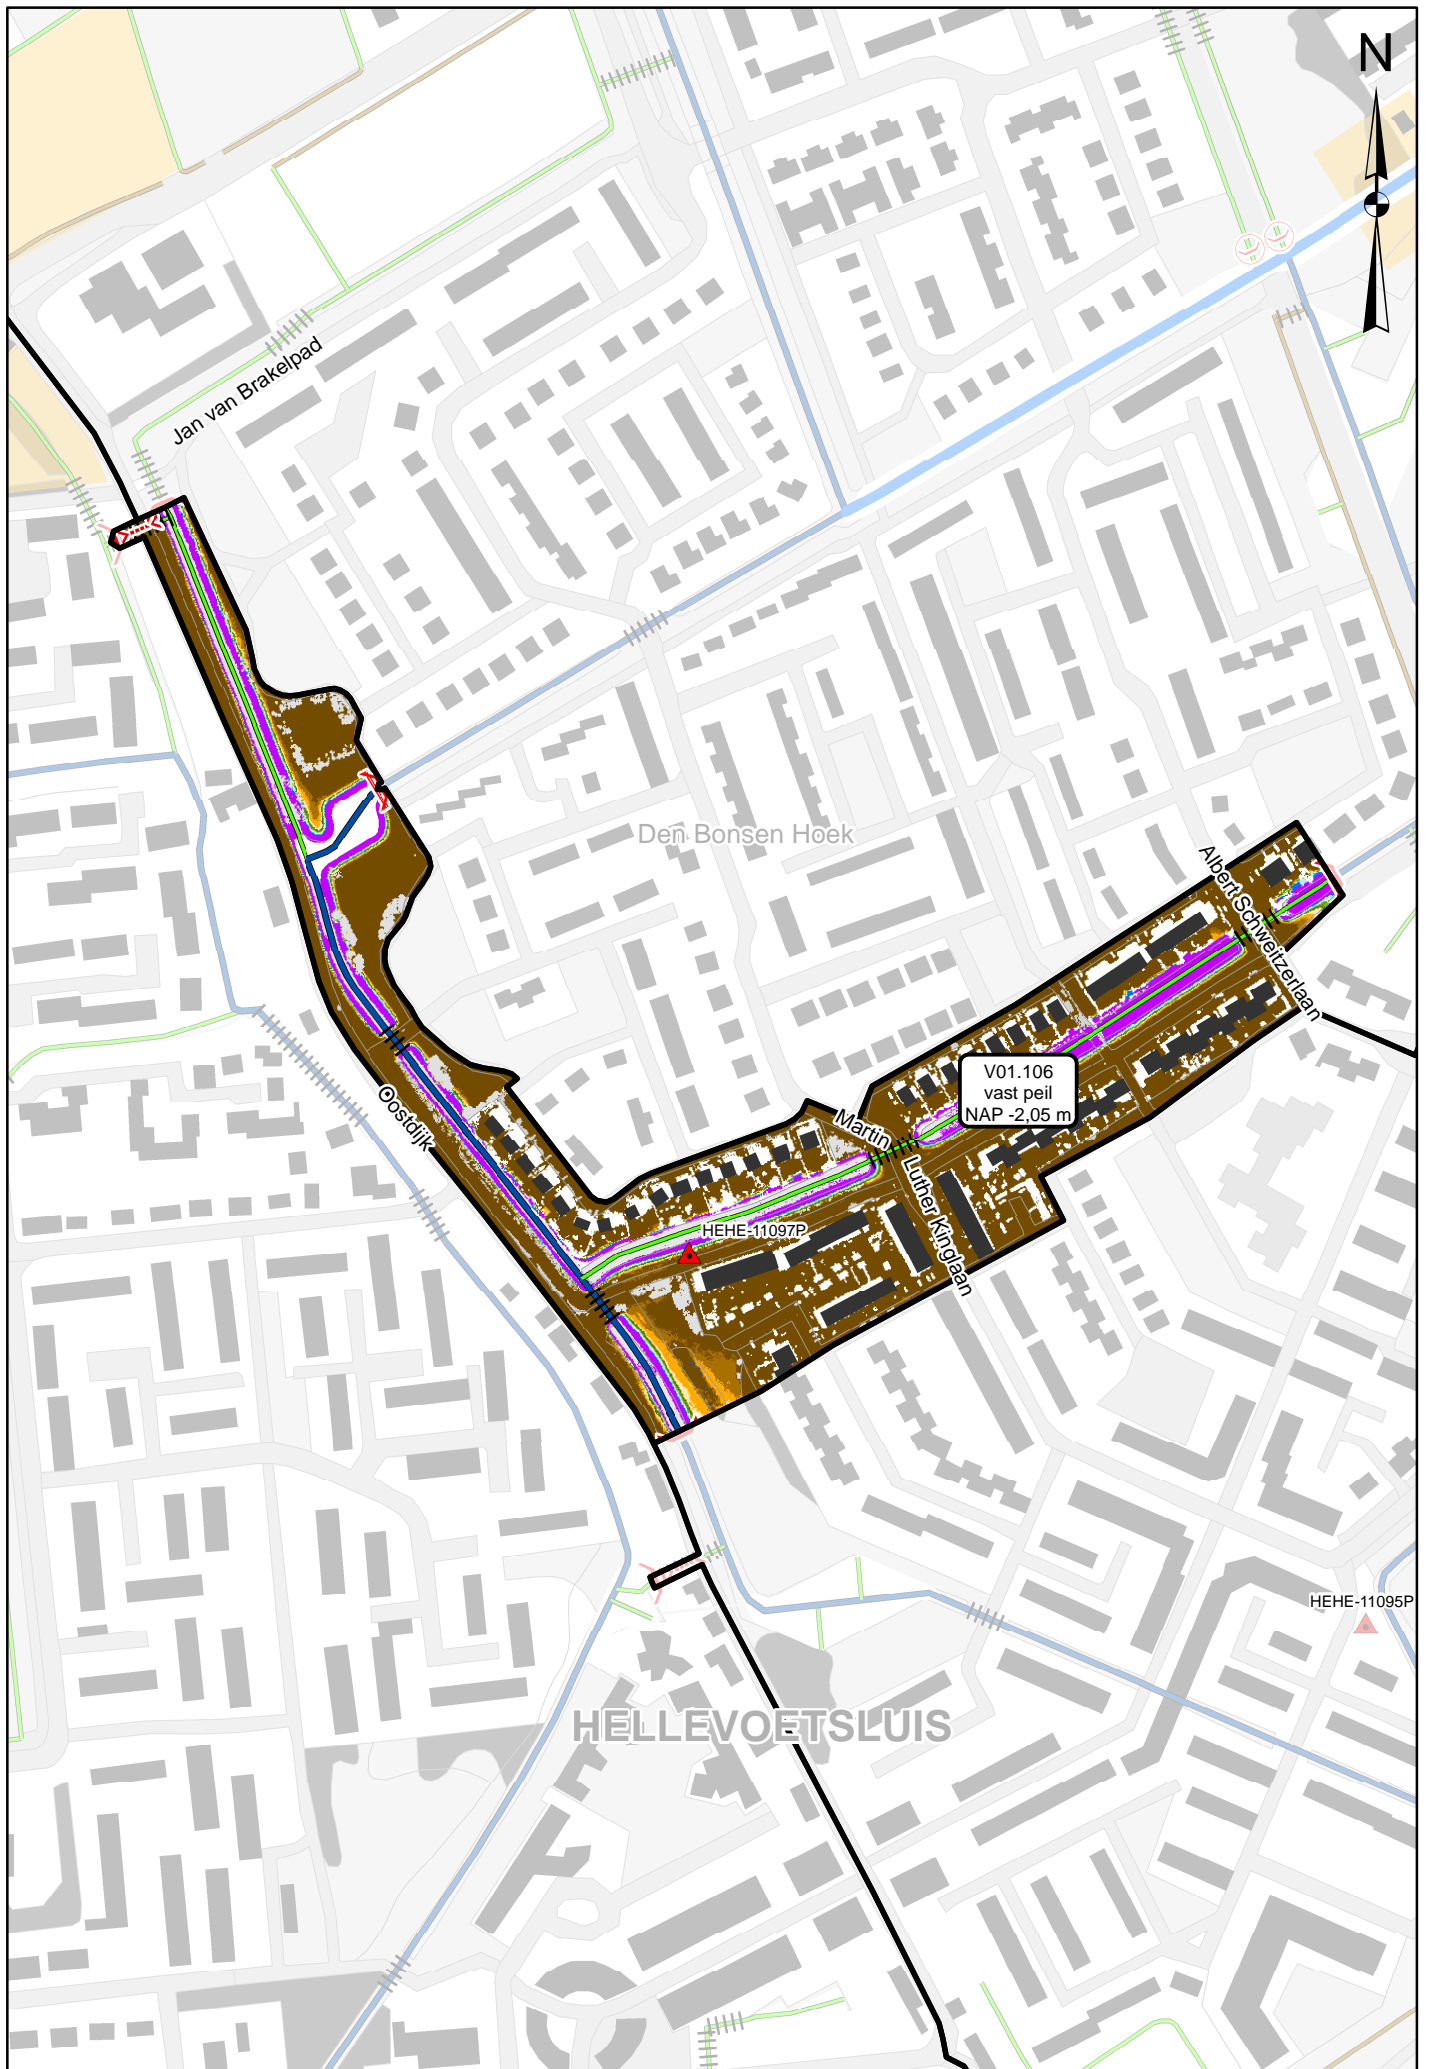 N
Jan van Brakelpad
Den Bonsen Hoek
Albert Schweitzerlaan
V01.106
vast peil
NAP -2,05 m
Oostdijk
Martin
Luther Kinglaan
HEHE-11097P
HEHE-11095P
HELLEVOETSLUIS